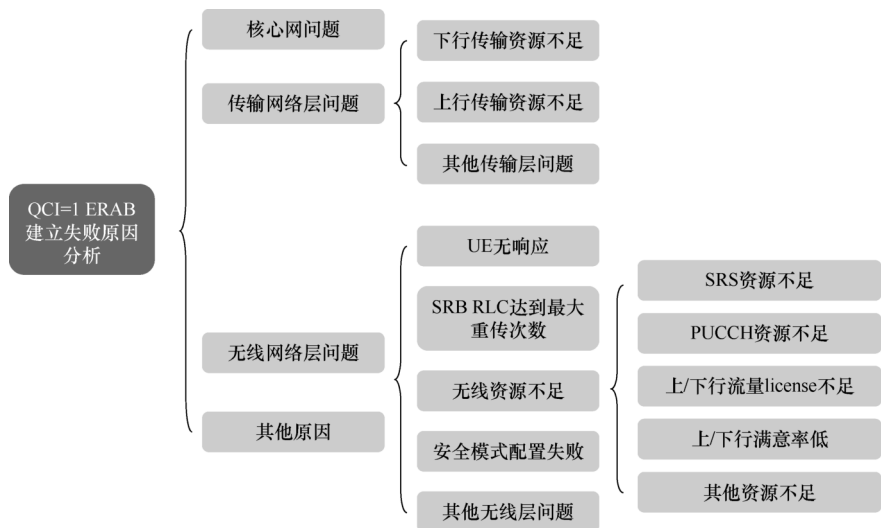 QCI=1 ERAB
建立失败原因
分析
核心网问题
传输网络层问题
无线网络层问题
其他原因
下行传输资源不足
上行传输资源不足
其他传输层问题
UE无响应
SRB RLC达到最大
重传次数
无线资源不足
安全模式配置失败
其他无线层问题
SRS资源不足
PUCCH资源不足
上/下行流量license不足
上/下行满意率低
其他资源不足